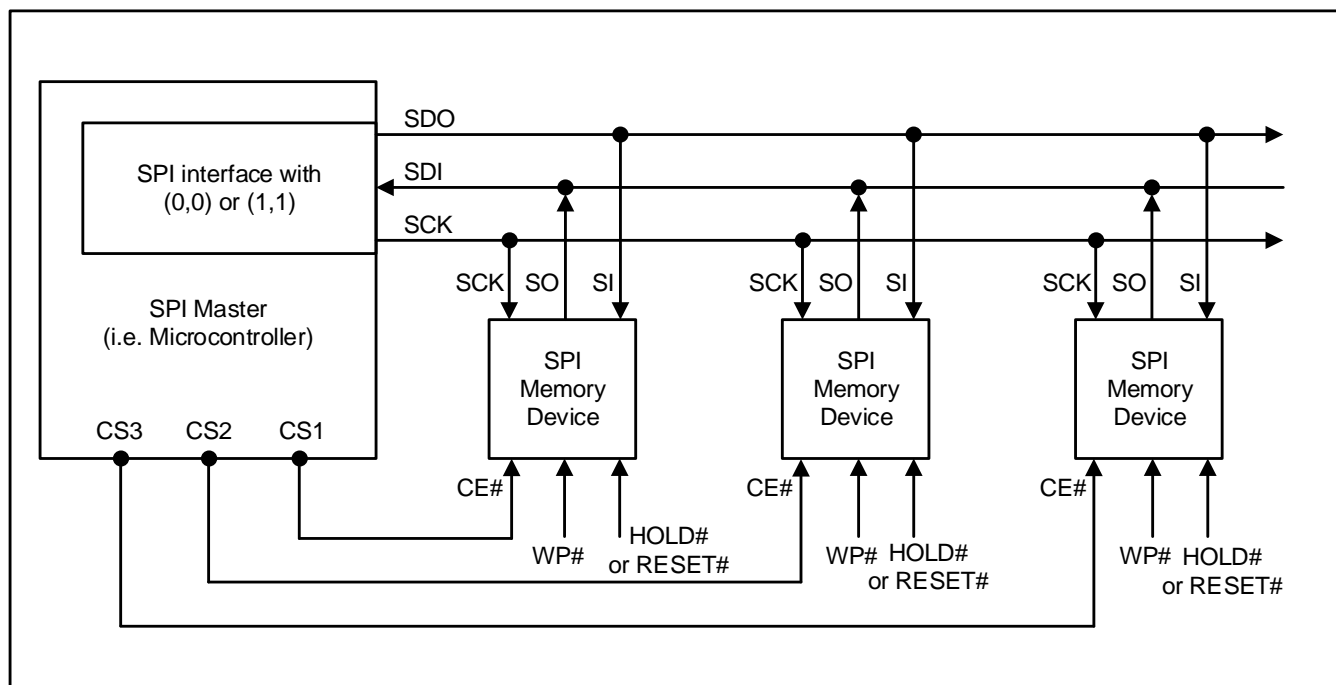 SDO
SPI interface with
(0,0) or (1,1)
SDI
SCK
SPI Master
(i.e. Microcontroller)
CS3 CS2 CS1
SCK SO SI
SPI
Memory
Device
CE#
WP#
HOLD#
or RESET#
SCK SO SI
SPI
Memory
Device
CE#
WP#
HOLD#
or RESET#
SCK SO SI
SPI
Memory
Device
CE#
WP#
HOLD#
or RESET#